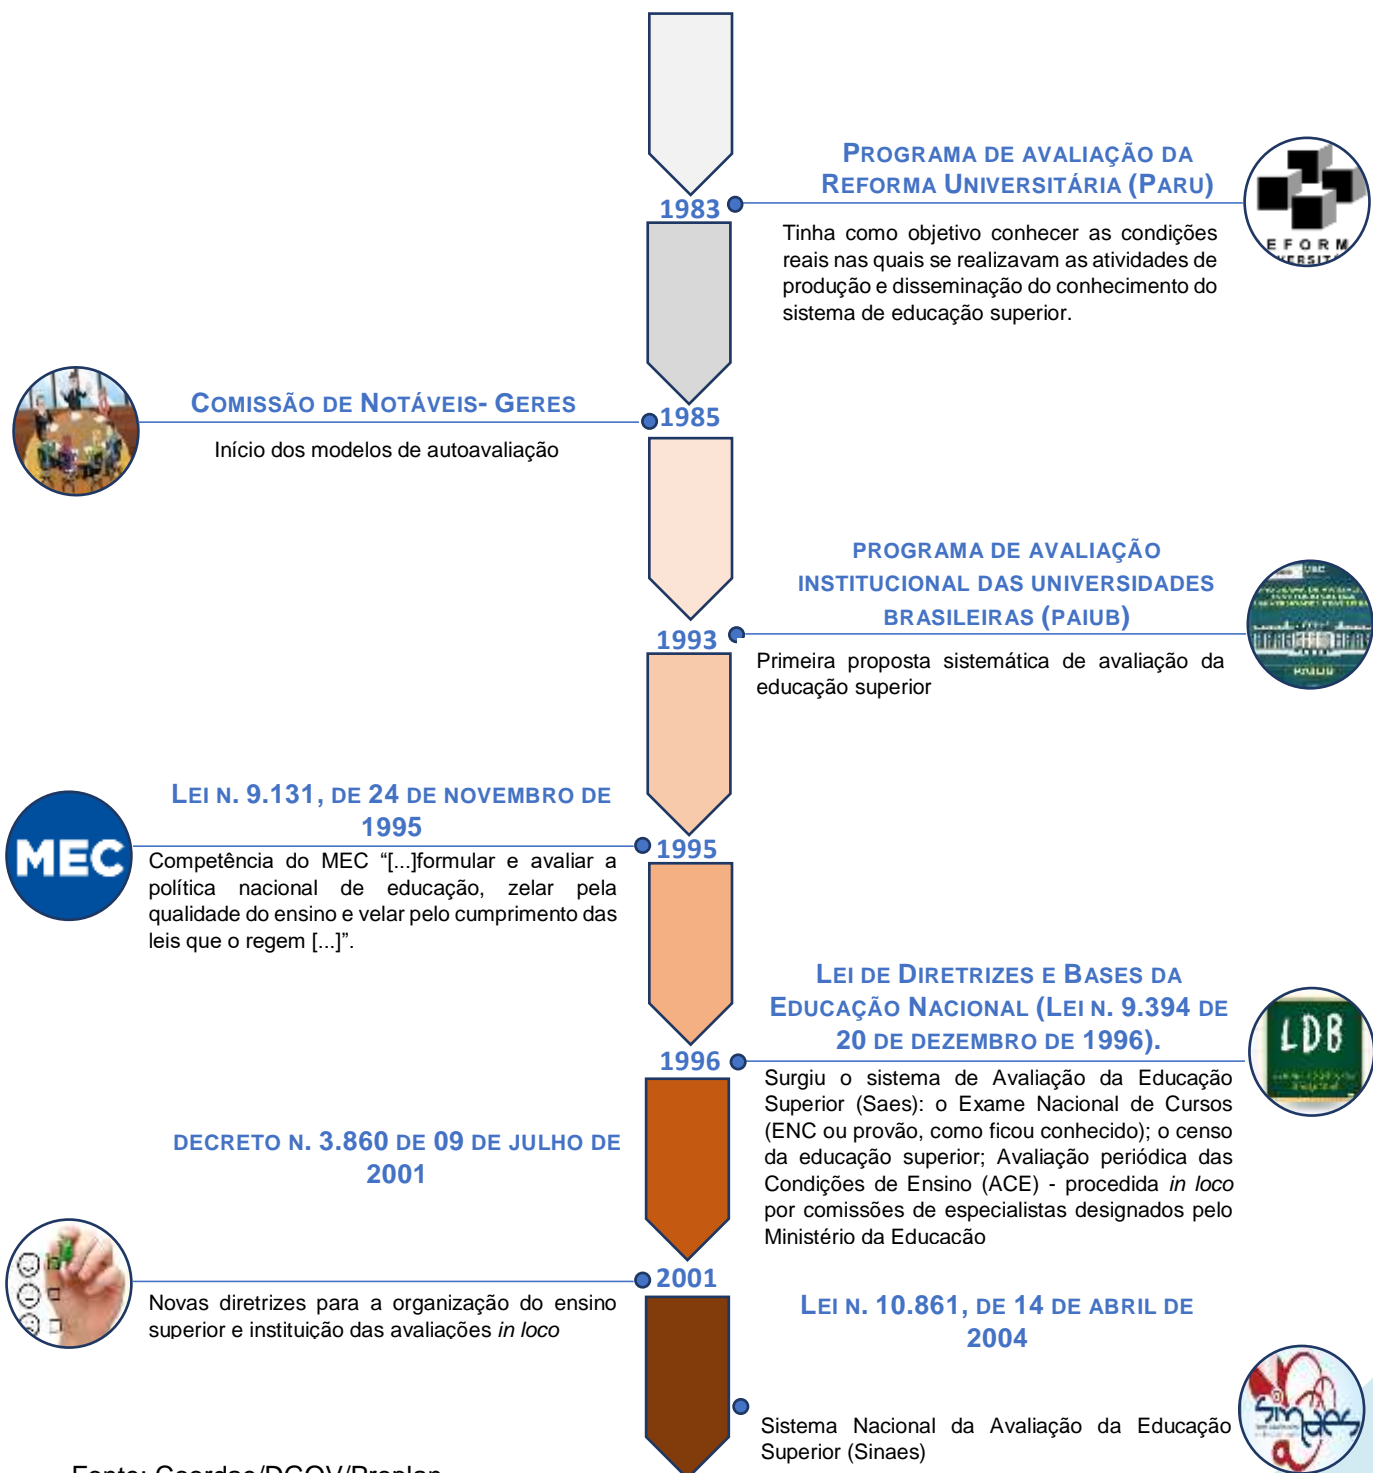 PROGRAMA DE AVALIAÇÃO DA
REFORMA UNIVERSITÁRIA (PARU)
1983
Tinha como objetivo conhecer as condições
reais nas quais se realizavam as atividades de
produção e disseminação do conhecimento do
sistema de educação superior.
EFORM
COMISSÃO DE NOTÁVEIS- GERES
1985
Início dos modelos de autoavaliação
PROGRAMA DE AVALIAÇÃO
INSTITUCIONAL DAS UNIVERSIDADES
BRASILEIRAS (PAIUB)
1993
Primeira proposta sistemática de avaliação da
educação superior
PAIUB
LEI N. 9.131, DE 24 DE NOVEMBRO DE
1995
1995
MEC
Competência do MEC “[...]formular e avaliar a
política nacional de educação, zelar pela
qualidade do ensino e velar pelo cumprimento das
leis que o regem [...]”.
LEI DE DIRETRIZES E BASES DA
EDUCAÇÃO NACIONAL (LEI N. 9.394 DE
20 DE DEZEMBRO DE 1996).
LDB
1996
Surgiu o sistema de Avaliação da Educação
Superior (Saes): o Exame Nacional de Cursos
(ENC ou provão, como ficou conhecido); o censo
da educação superior; Avaliação periódica das
Condições de Ensino (ACE) - procedida in loco
por comissões de especialistas designados pelo
Ministério da Educacão
DECRETO N. 3.860 DE 09 DE JULHO DE
2001
2001
Novas diretrizes para a organização do ensino
superior e instituição das avaliações in loco
LEI N. 10.861, DE 14 DE ABRIL DE
2004
Sistema Nacional da Avaliação da Educação
Superior (Sinaes)
sinaes